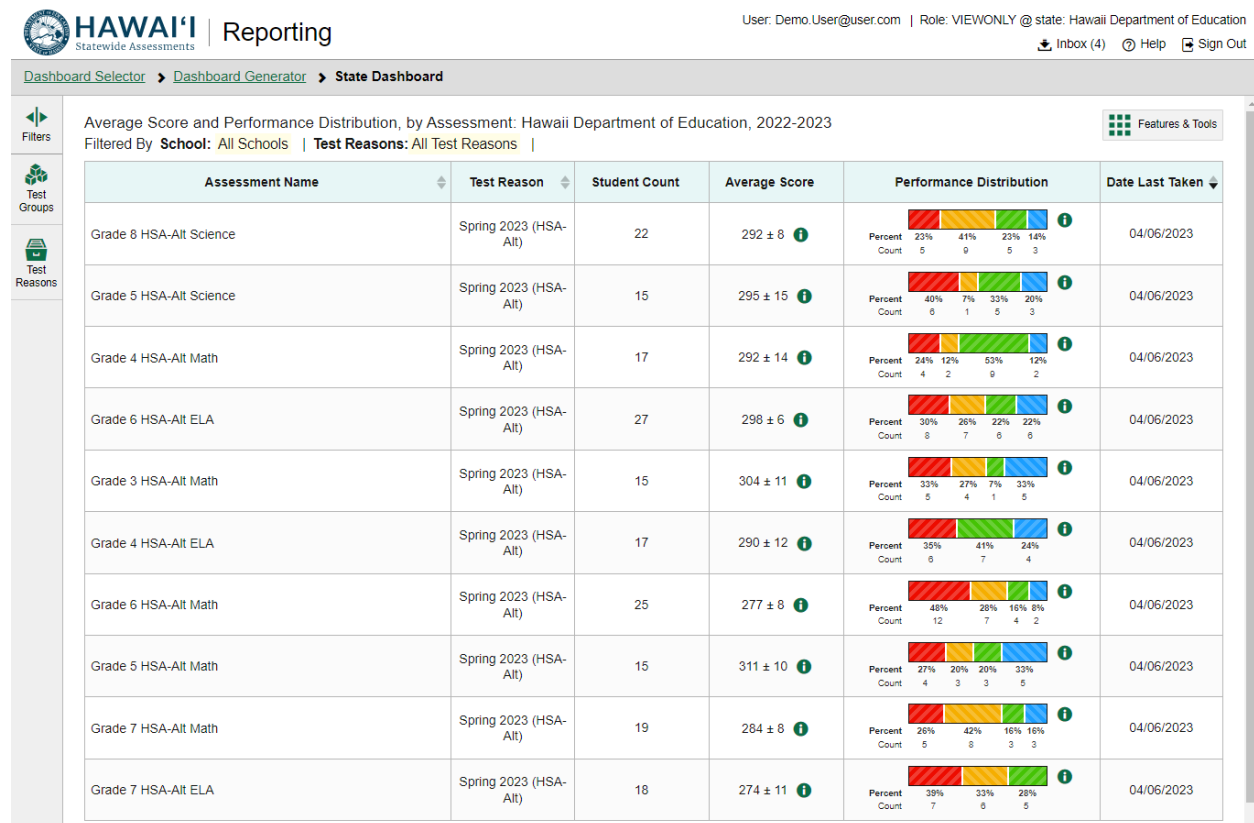 HAWAIʻI
Statewide Assessments
Reporting
User: Demo.User@user.com | Role: VIEWONLY @ state: Hawaii Department of Education
Inbox (4) Help Sign Out
Dashboard Selector Dashboard Generator State Dashboard
Filters
Test
Groups
Test
Reasons
Average Score and Performance Distribution, by Assessment: Hawaii Department of Education, 2022-2023
Filtered By School: All Schools | Test Reasons: All Test Reasons |
Features & Tools
Assessment Name Test Reason Student Count Average Score Performance Distribution Date Last Taken
Grade 8 HSA-Alt Science Spring 2023 (HSA-
Alt) 22 292 ± 8 04/06/2023
Percent 23% 41% 23% 14%
Count 5 9 5 3
Grade 5 HSA-Alt Science Spring 2023 (HSA-
Alt) 15 295 ± 15 04/06/2023
Percent 40% 7% 33% 20%
Count 6 1 5 3
Grade 4 HSA-Alt Math Spring 2023 (HSA-
Alt) 17 292 ± 14 04/06/2023
Percent 24% 12% 53% 12%
Count 4 2 9 2
Grade 6 HSA-Alt ELA Spring 2023 (HSA-
Alt) 27 298 ± 6 04/06/2023
Percent 30% 26% 22% 22%
Count 8 7 6 6
Grade 3 HSA-Alt Math Spring 2023 (HSA-
Alt) 15 304 ± 11 04/06/2023
Percent 33% 27% 7% 33%
Count 5 4 1 5
Grade 4 HSA-Alt ELA Spring 2023 (HSA-
Alt) 17 290 ± 12 04/06/2023
Percent 35% 41% 24%
Count 6 7 4
Grade 6 HSA-Alt Math Spring 2023 (HSA-
Alt) 25 277 ± 8 04/06/2023
Percent 48% 28% 16% 8%
Count 12 7 4 2
Grade 5 HSA-Alt Math Spring 2023 (HSA-
Alt) 15 311 ± 10 04/06/2023
Percent 27% 20% 20% 33%
Count 4 3 3 5
Grade 7 HSA-Alt Math Spring 2023 (HSA-
Alt) 19 284 ± 8 04/06/2023
Percent 26% 42% 16% 16%
Count 5 8 3 3
Grade 7 HSA-Alt ELA Spring 2023 (HSA-
Alt) 18 274 ± 11 04/06/2023
Percent 39% 33% 28%
Count 7 6 5